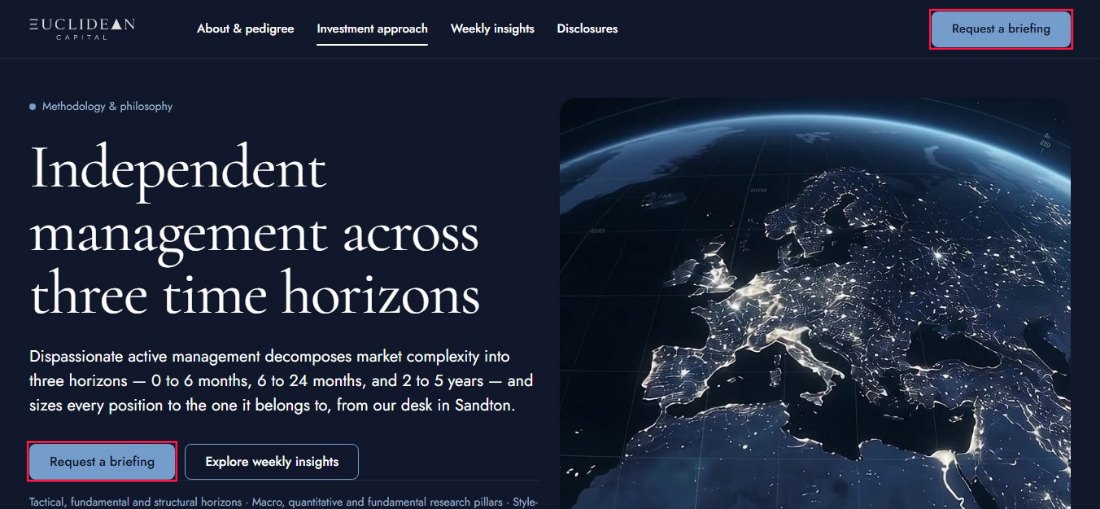 EUCLIDEAN
CAPITAL
About & pedigree
Investment approach
Weekly insights
Disclosures
Request a briefing
Methodology & philosophy
Independent
management across
three time horizons
Dispassionate active management decomposes market complexity into
three horizons — 0 to 6 months, 6 to 24 months, and 2 to 5 years — and
sizes every position to the one it belongs to, from our desk in Sandton.
Request a briefing
Explore weekly insights
Tactical, fundamental and structural horizons · Macro, quantitative and fundamental research pillars · Style-